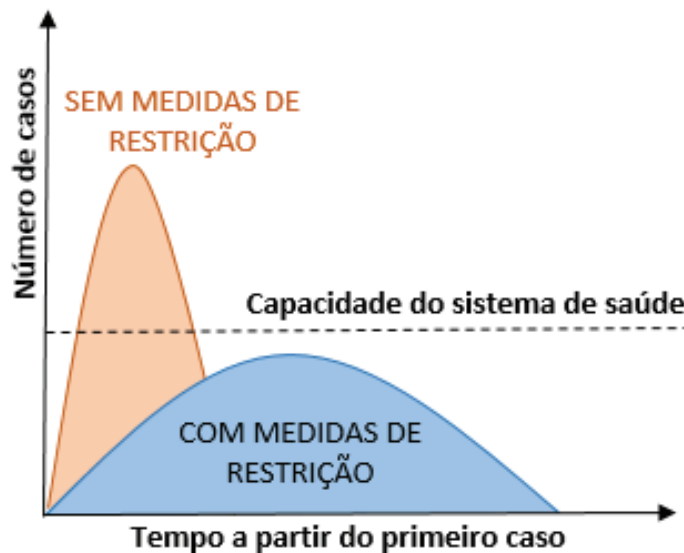 Número de casos
SEM MEDIDAS DE
RESTRIÇÃO
Capacidade do sistema de saúde
COM MEDIDAS DE
RESTRIÇÃO
Tempo a partir do primeiro caso